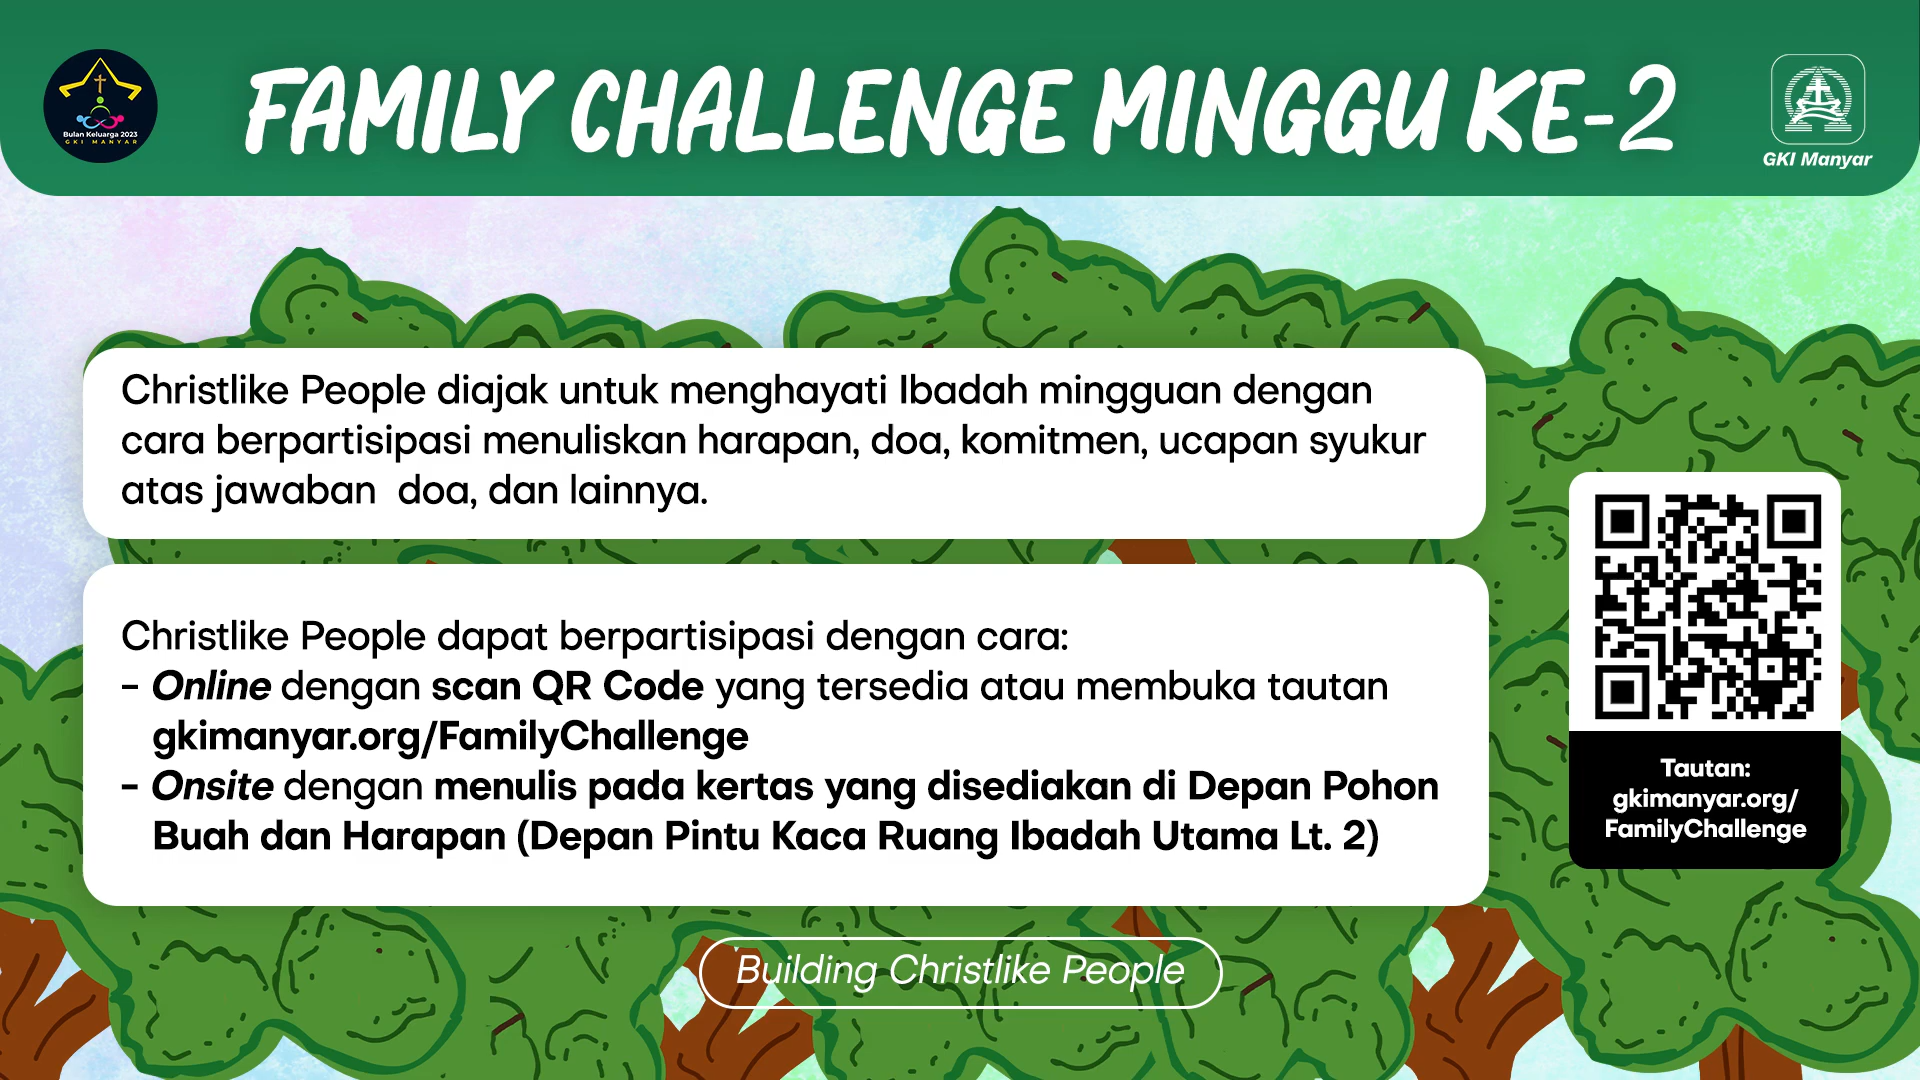 Bulan Keluarga 2023
GKI MANYAR
FAMILY CHALLENGE MINGGU KE-2
GKI Manyar
Christlike People diajak untuk menghayati Ibadah mingguan dengan
cara berpartisipasi menuliskan harapan, doa, komitmen, ucapan syukur
atas jawaban  doa, dan lainnya.
Christlike People dapat berpartisipasi dengan cara:
- Online dengan scan QR Code yang tersedia atau membuka tautan
gkimanyar.org/FamilyChallenge
- Onsite dengan menulis pada kertas yang disediakan di Depan Pohon
Buah dan Harapan (Depan Pintu Kaca Ruang Ibadah Utama Lt. 2)
Tautan:
gkimanyar.org/
FamilyChallenge
Building Christlike People